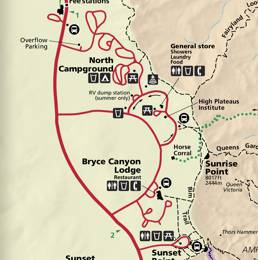 Fee stations
1
Overflow
Parking
North
Campground
General store
Showers
Laundry
Food
Fairyland
RV dump station
(summer only)
High Plateaus
Institute
Horse
Corral
Queens
Garden
Sunrise
Point
8017ft
2444m
Queen
Victoria
Bryce Canyon
Lodge
Restaurant
Rim
Trail
Thors Hammer
2
Sunset
Sunset
Point